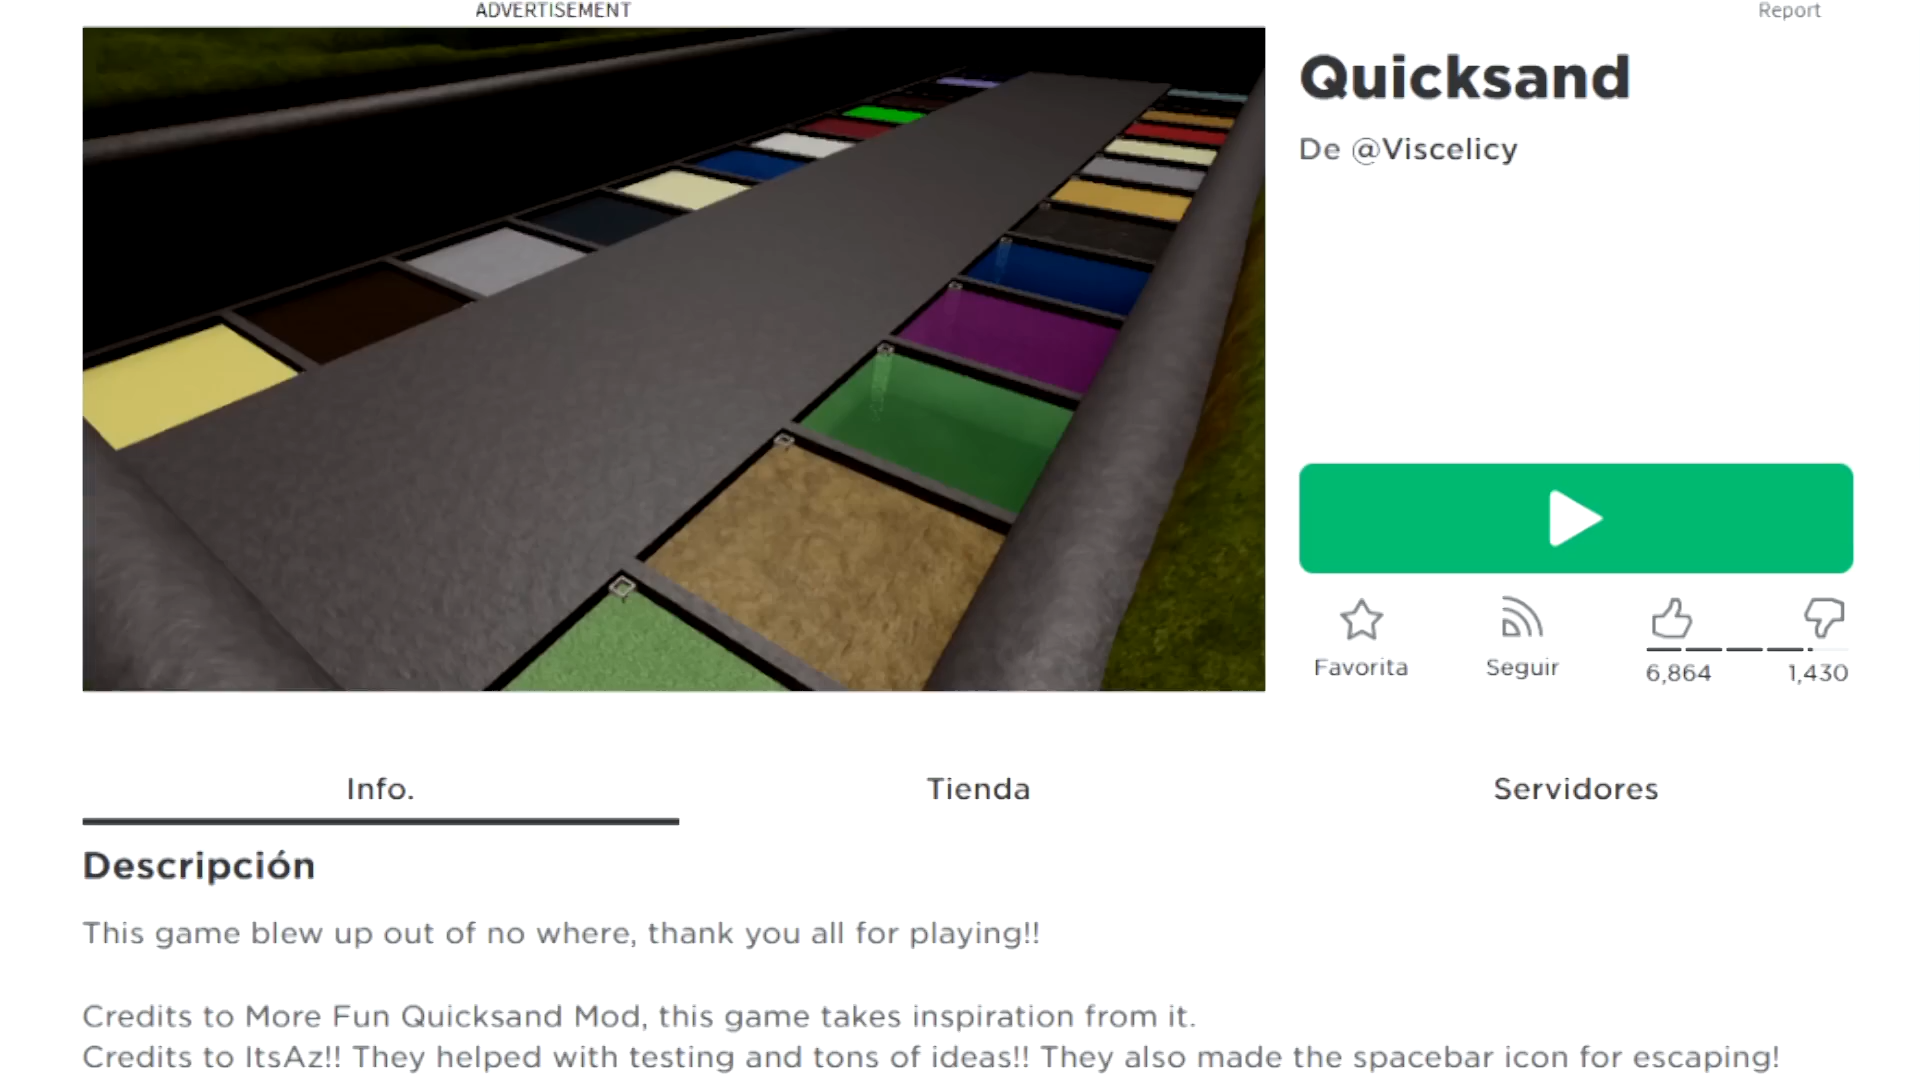 ADVERTISEMENT
Report
Quicksand
De @Viscelicy
Favorita
Seguir
6,864
1,430
Info.
Tienda
Servidores
Descripción
This game blew up out of no where, thank you all for playing!!
Credits to More Fun Quicksand Mod, this game takes inspiration from it.
Credits to ItsAz!! They helped with testing and tons of ideas!! They also made the spacebar icon for escaping!